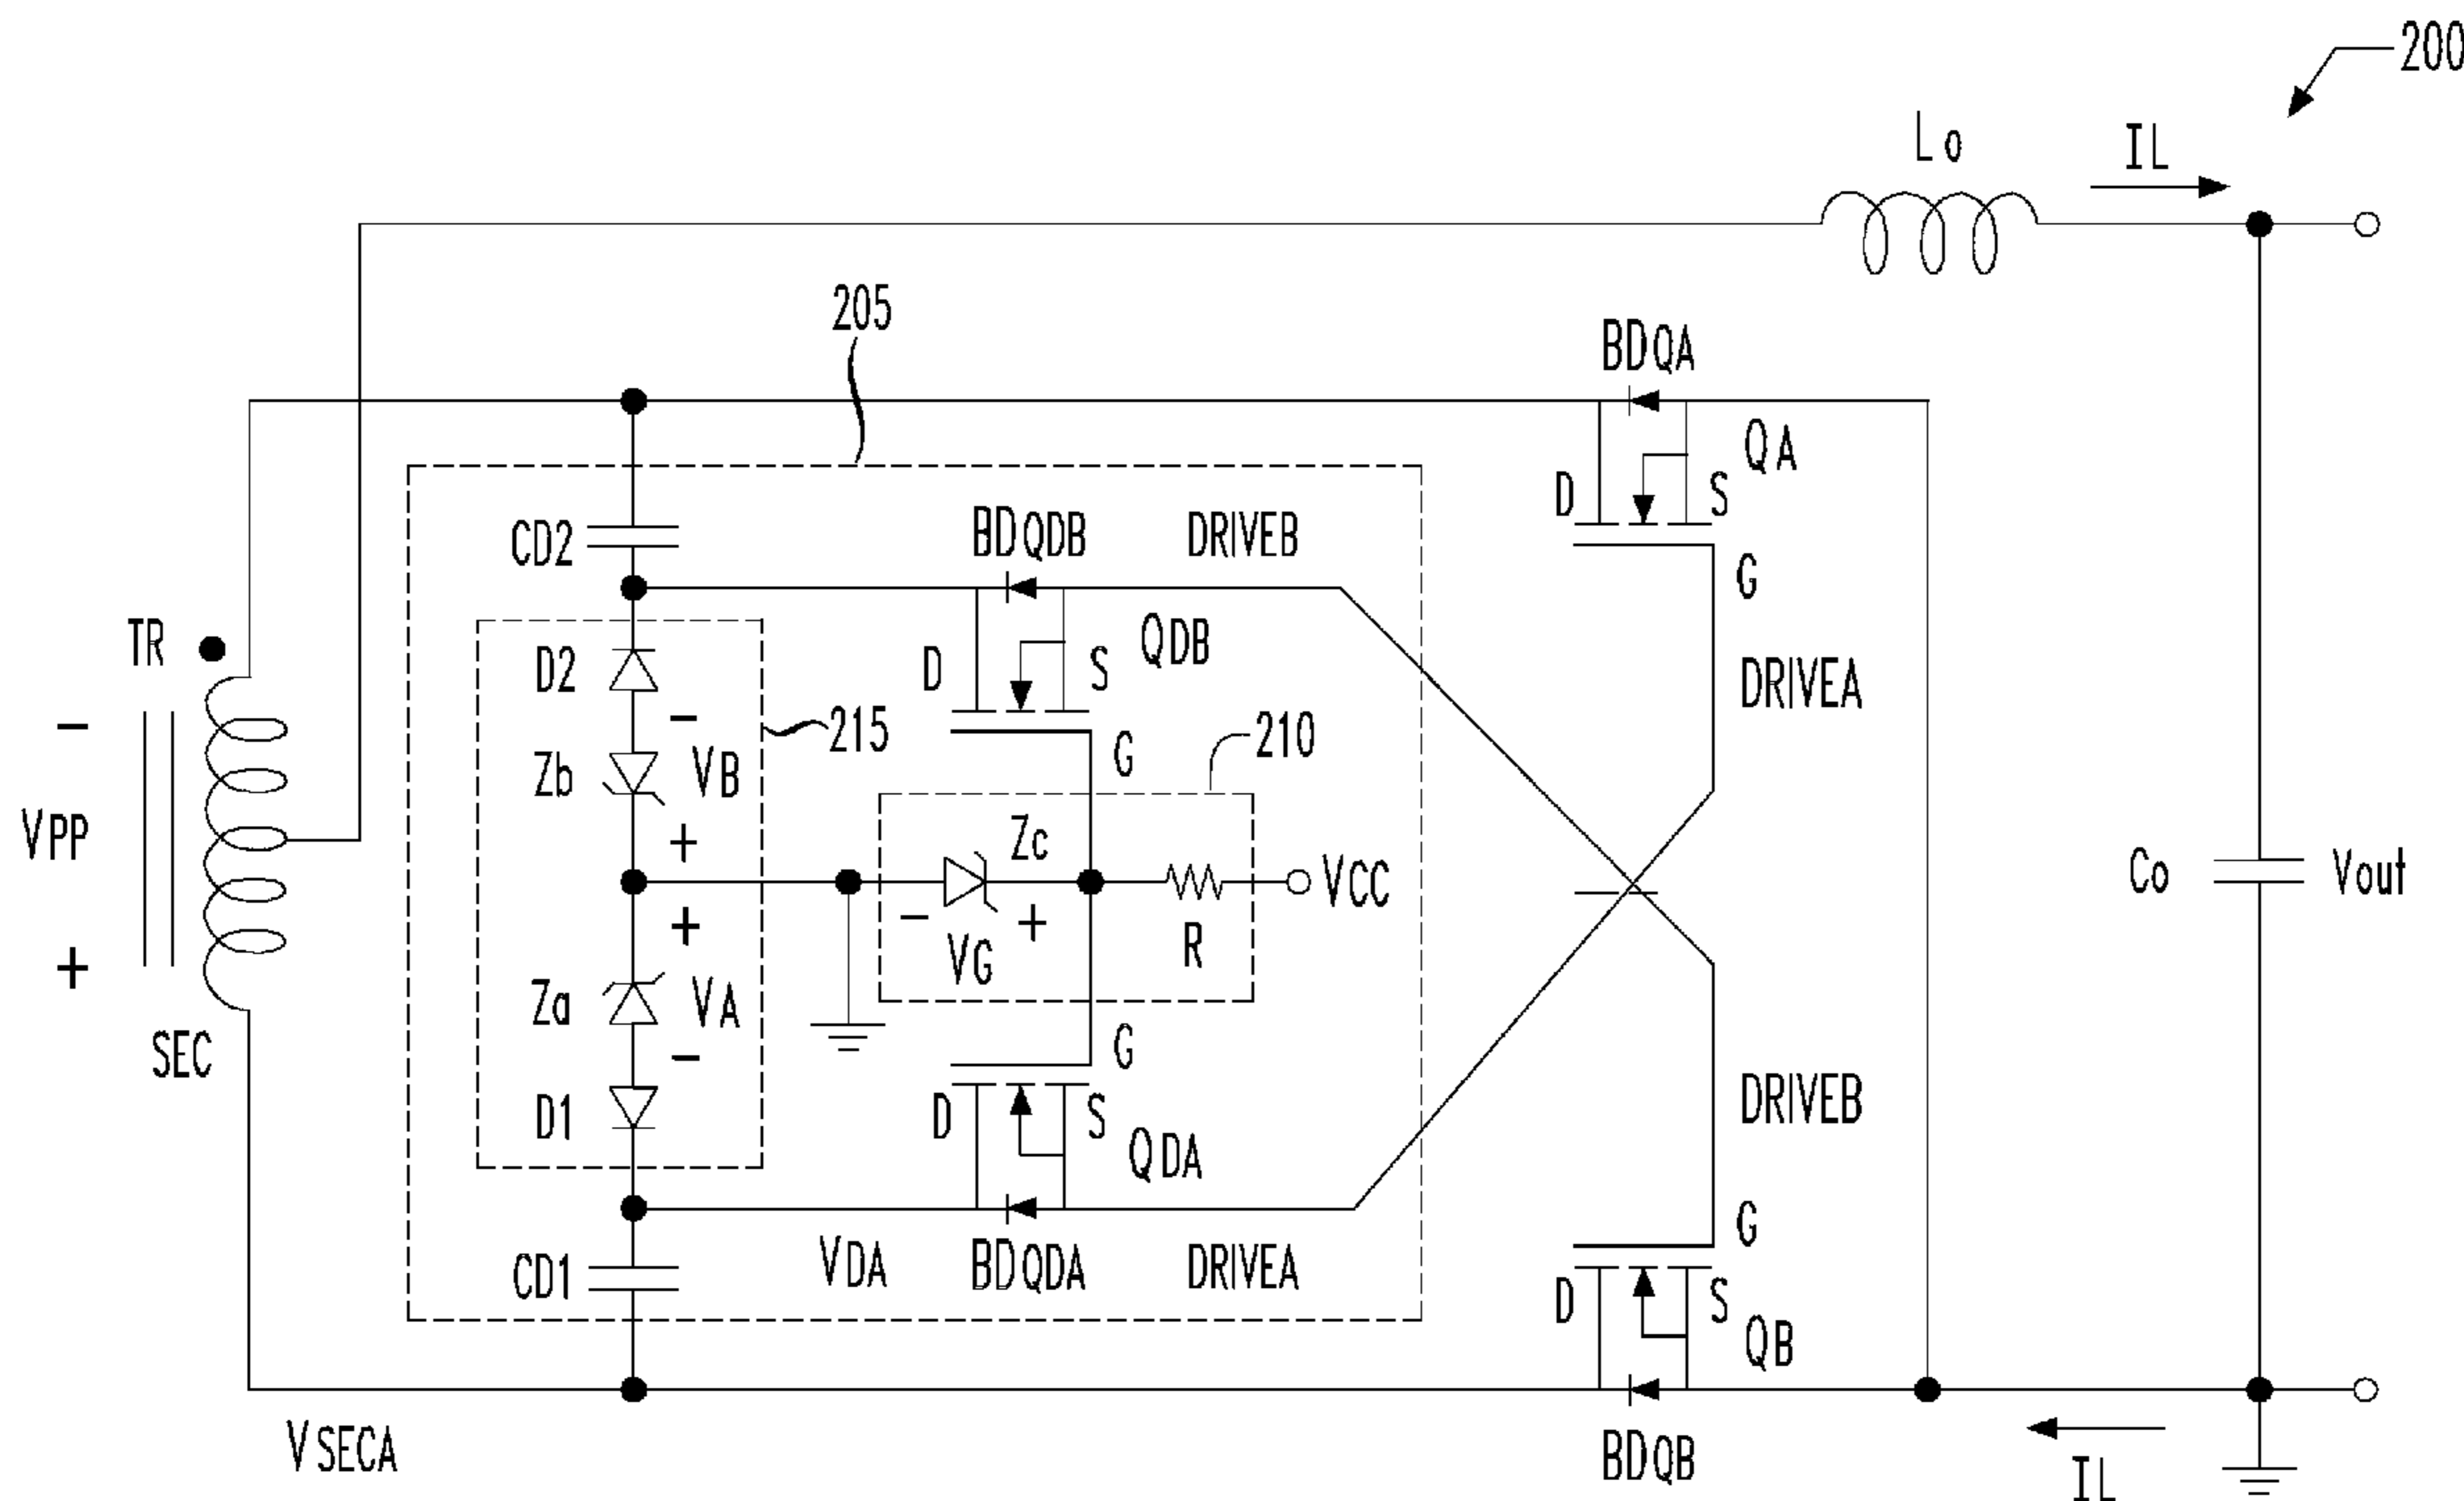 200
Lo
IL
205
BDQA
QA
D
S
G
CD2
BDQDB
DRIVEB
QDB
D
S
G
TR
D2
-
VB
Zb
+
215
210
DRIVEA
-
VPP
+
SEC
Zc
VCC
-
+
VG
R
Co
Vout
+
Za
VA
-
D1
G
D
S
QDA
DRIVEB
G
D
S
QB
CD1
VDA
BDQDA
DRIVEA
VSECA
BDQB
IL